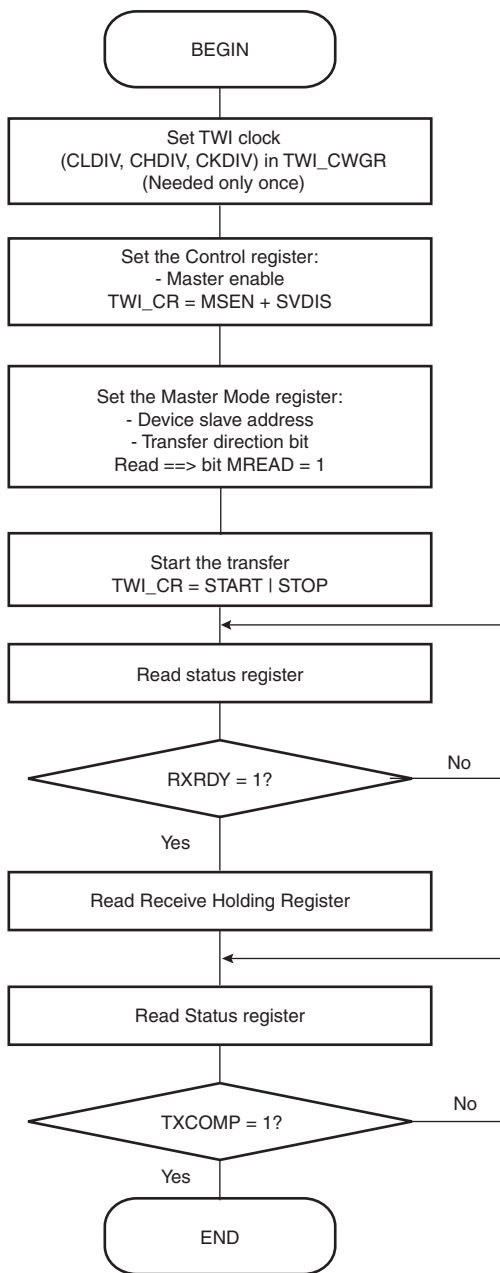 BEGIN
Set TWI clock
(CLDIV, CHDIV, CKDIV) in TWI_CWGR
(Needed only once)
Set the Control register:
- Master enable
TWI_CR = MSEN + SVDIS
Set the Master Mode register:
- Device slave address
- Transfer direction bit
Read ==> bit MREAD = 1
Start the transfer
TWI_CR = START | STOP
Read status register
RXRDY = 1?
No
Yes
Read Receive Holding Register
Read Status register
TXCOMP = 1?
No
Yes
END